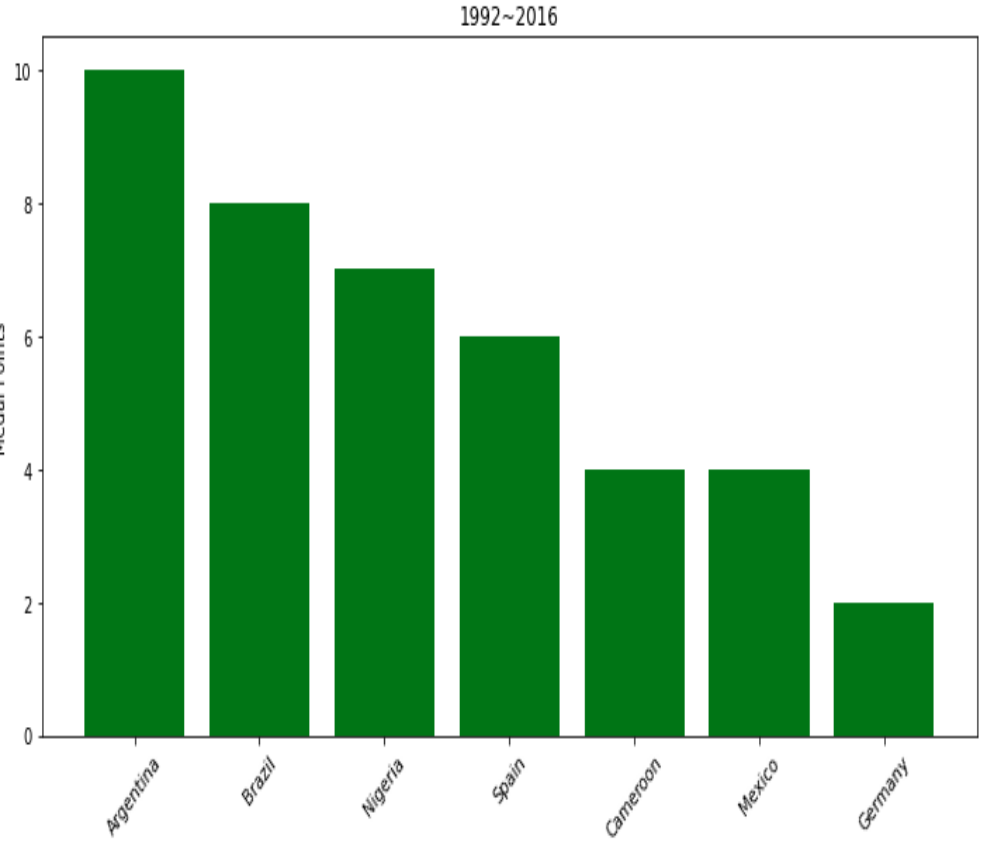 1992~2016
10
8
6
4
2
0
Argentina
Brazil
Nigeria
Spain
Cameroon
Mexico
Germany